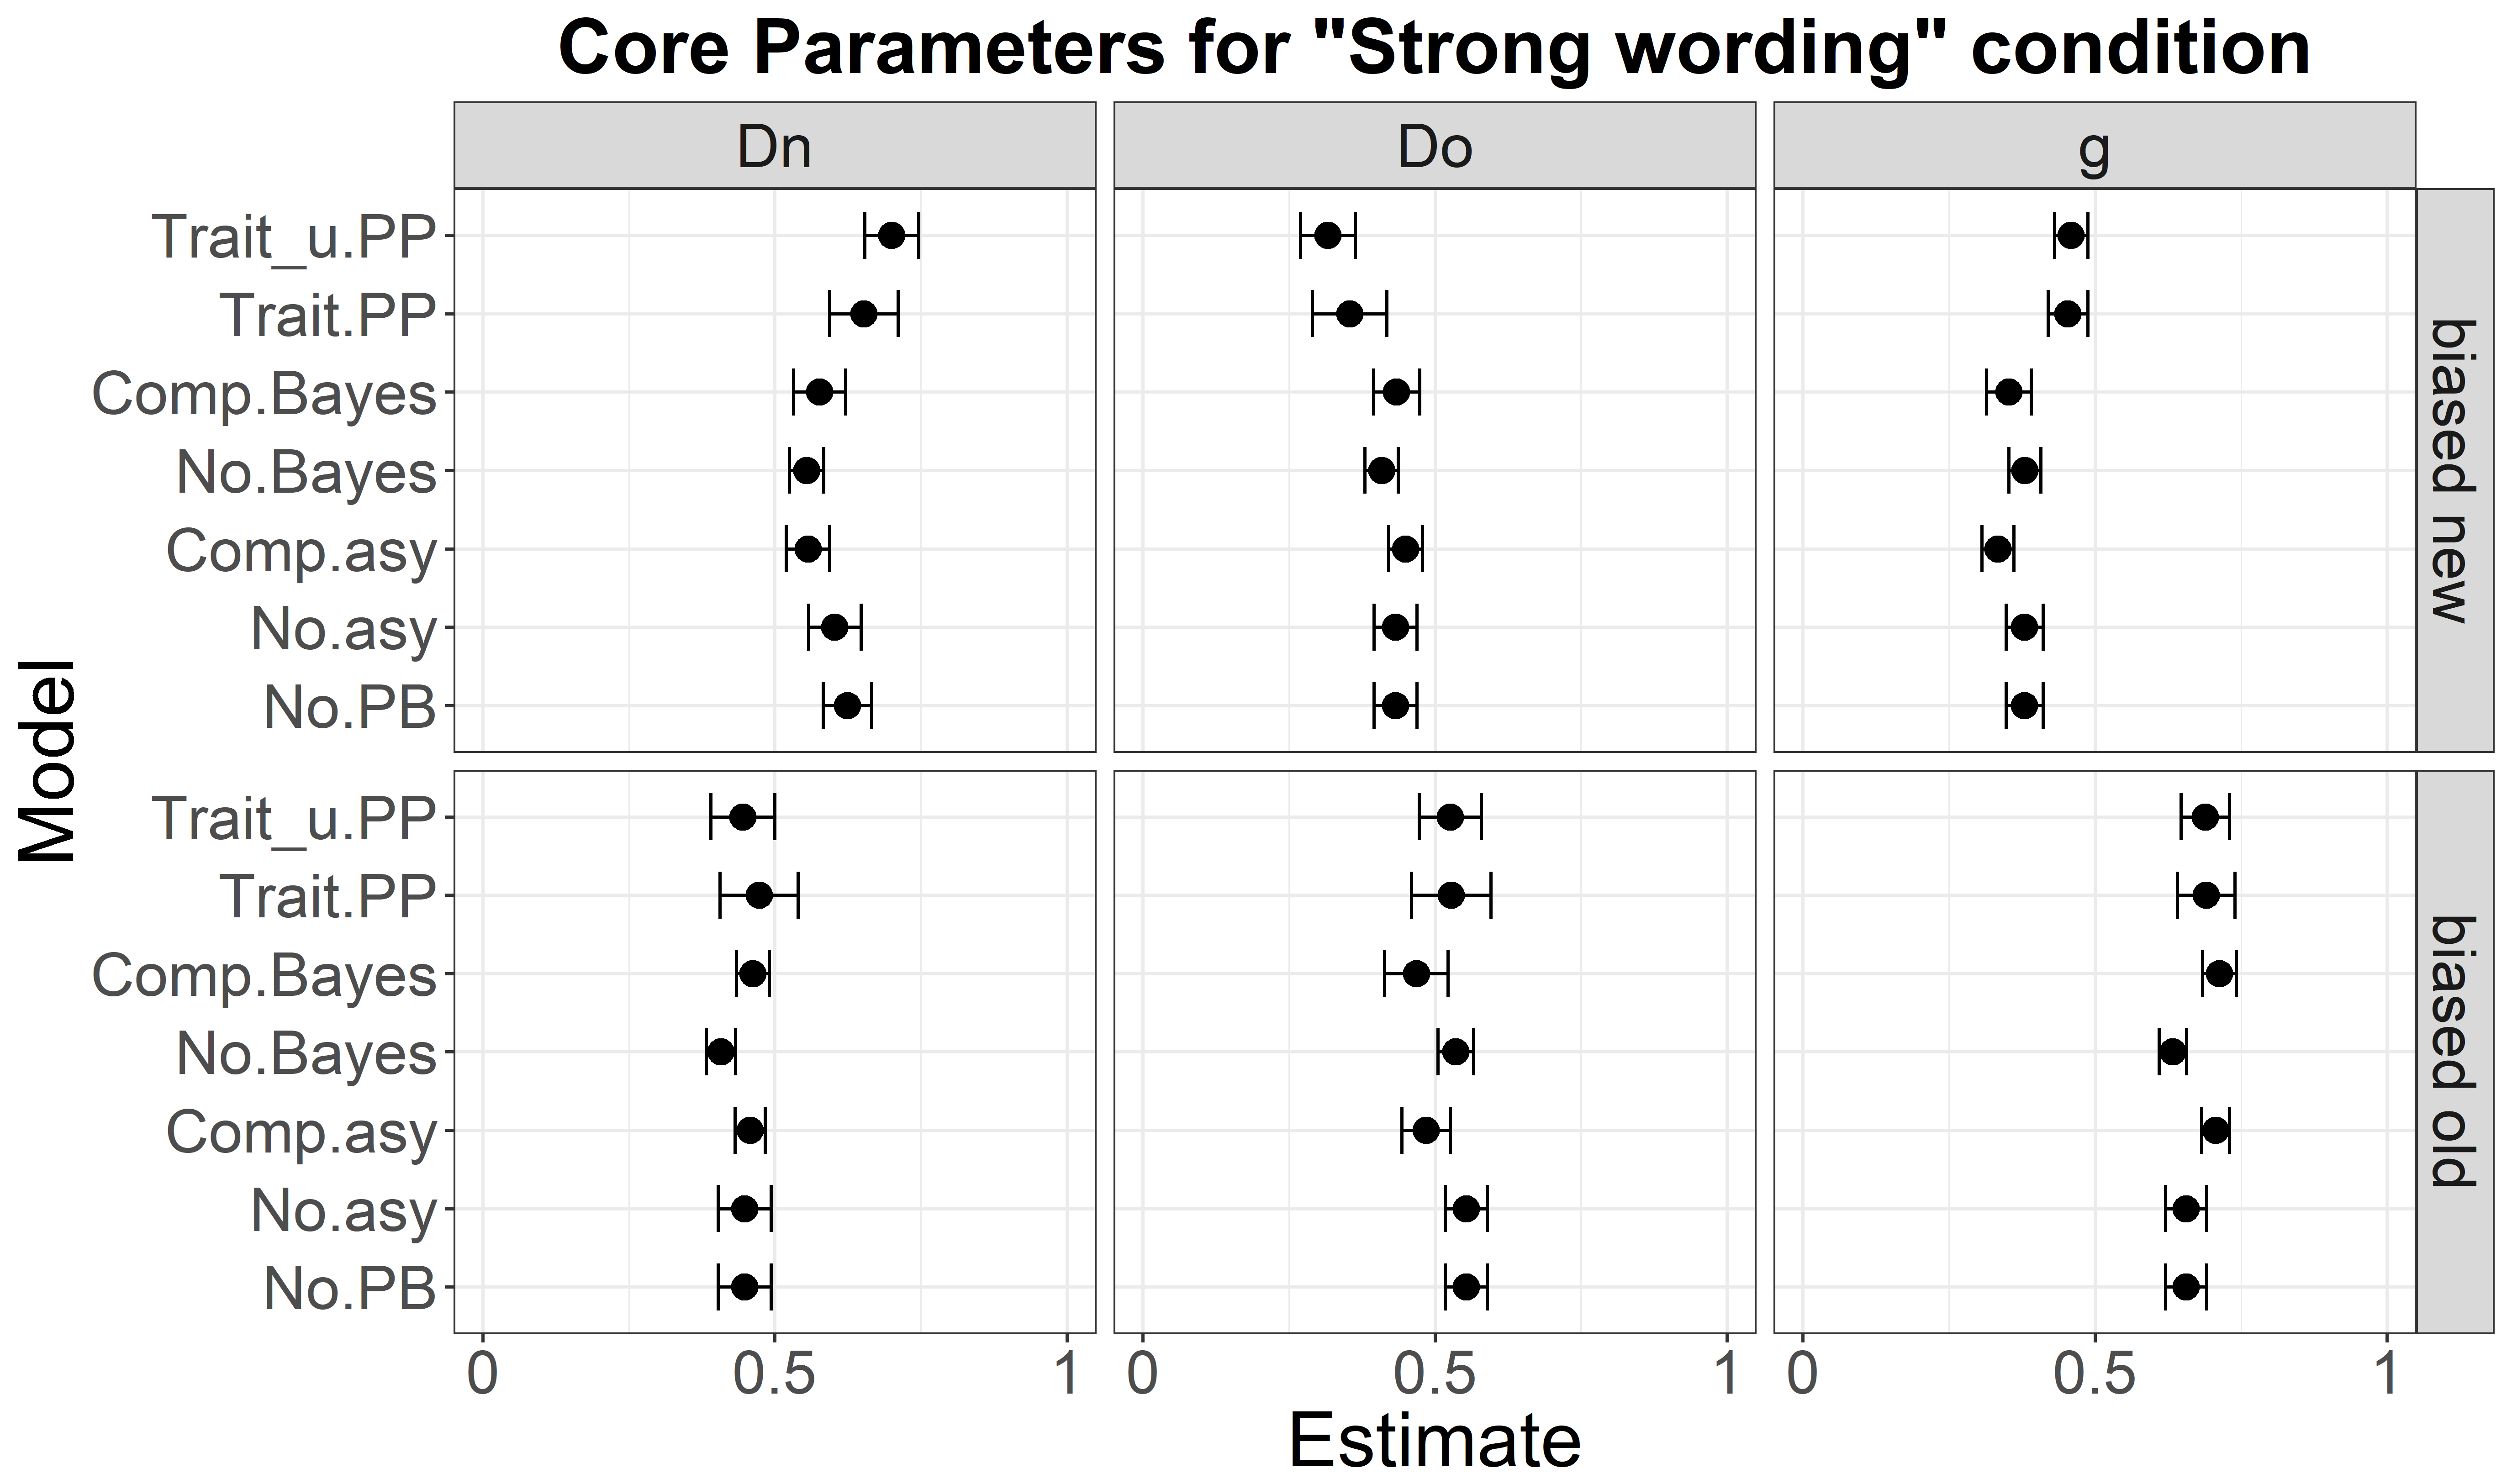 Core Parameters for "Strong wording" condition
Dn
Do
g
Trait_u.PP
Trait.PP
Comp.Bayes
No.Bayes
Comp.asy
No.asy
No.PB
biased new
Model
Trait_u.PP
Trait.PP
Comp.Bayes
No.Bayes
Comp.asy
No.asy
No.PB
biased old
0 0.5 1 0 0.5 1 0 0.5 1
Estimate